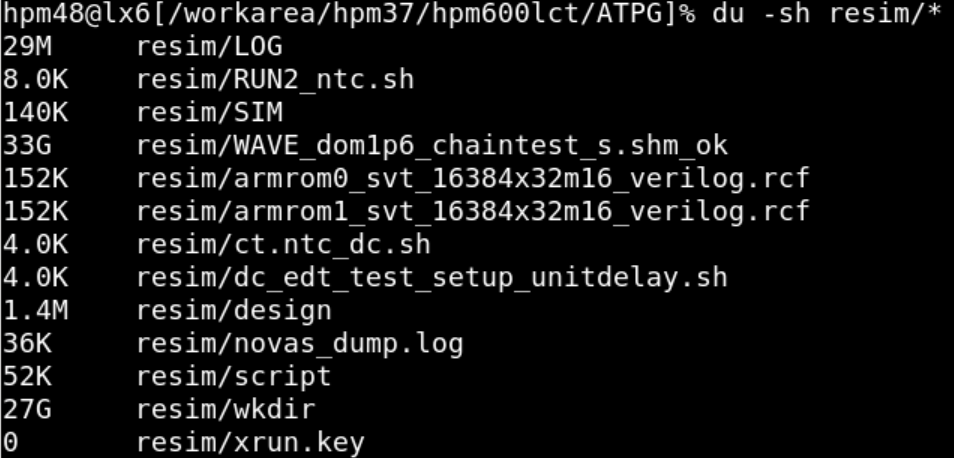 hpm48@lx6[/workarea/hpm37/hpm600lct/ATPG]% du -sh resim/*
29M     resim/LOG
8.0K    resim/RUN2_ntc.sh
140K    resim/SIM
33G     resim/WAVE_dom1p6_chaintest_s.shm_ok
152K    resim/armrom0_svt_16384x32m16_verilog.rcf
152K    resim/armrom1_svt_16384x32m16_verilog.rcf
4.0K    resim/ct.ntc_dc.sh
4.0K    resim/dc_edt_test_setup_unitdelay.sh
1.4M    resim/design
36K     resim/novas_dump.log
52K     resim/script
27G     resim/wkdir
0       resim/xrun.key